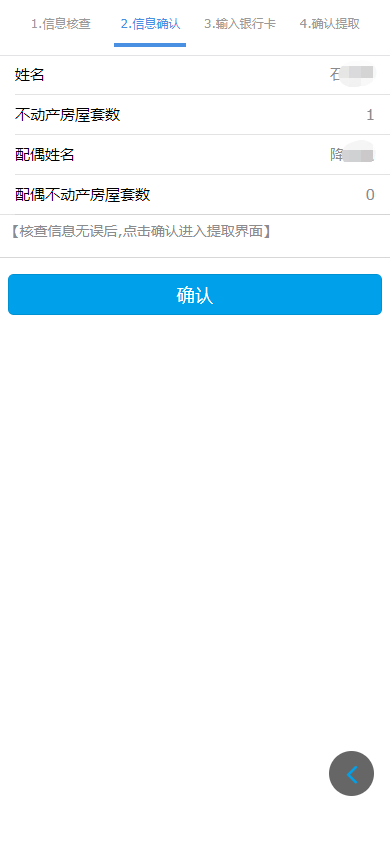 1.信息核查 2.信息确认 3.输入银行卡 4.确认提取
姓名 石
不动产房屋套数 1
配偶姓名 降
配偶不动产房屋套数 0
【核查信息无误后,点击确认进入提取界面】
确认